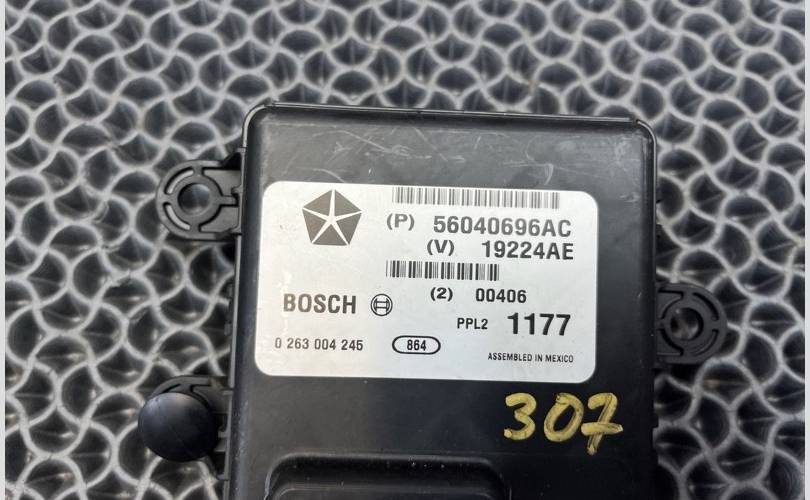 (P) 56040696AC
(V) 19224AE
(2) 00406
BOSCH
PPL2 1177
0 263 004 245
864
ASSEMBLED IN MEXICO
307